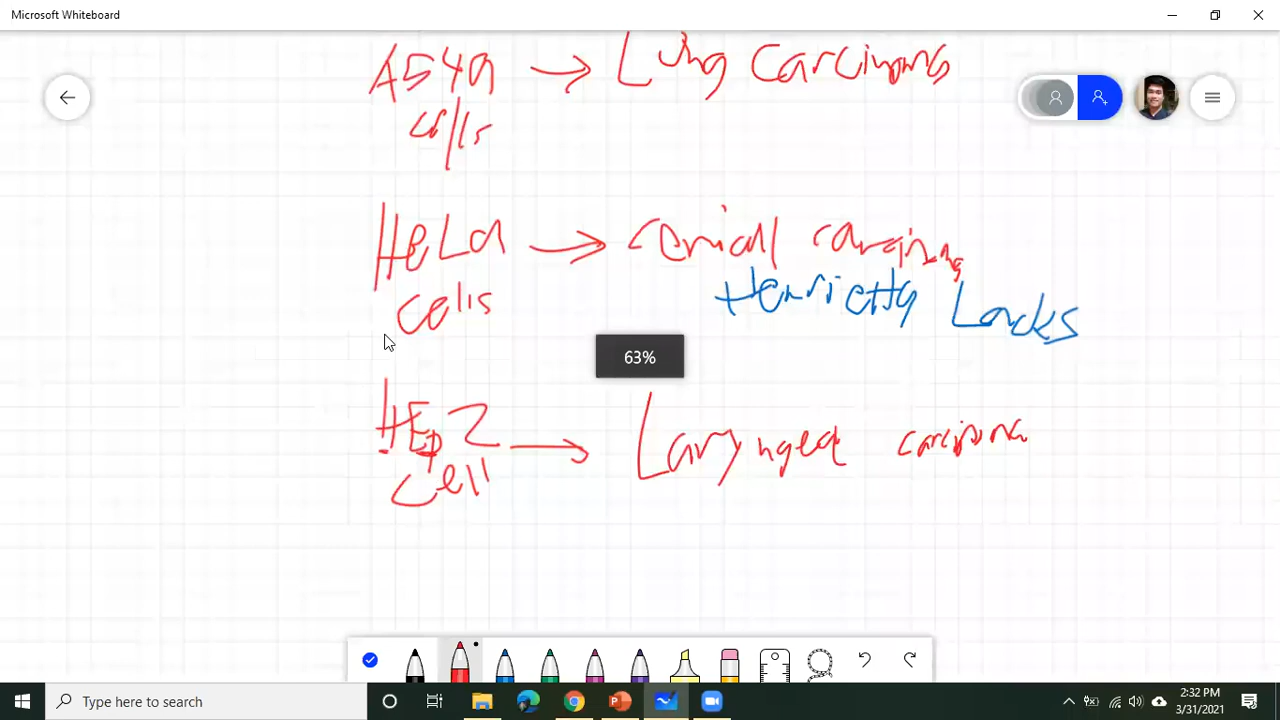 Microsoft Whiteboard
A549 → Lung Carcinoma
cells
HeLa → cervical carcinoma
cells
Henrietta Lacks
63%
HEp 2 → Laryngeal carcinoma
cell
Type here to search
2:32 PM
3/31/2021